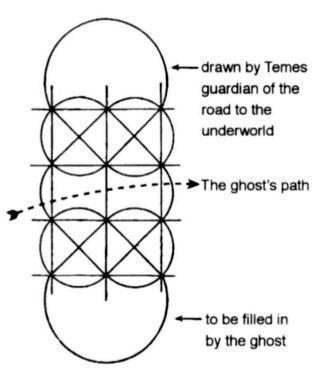 drawn by Temes
guardian of the
road to the
underworld
The ghost's path
to be filled in
by the ghost